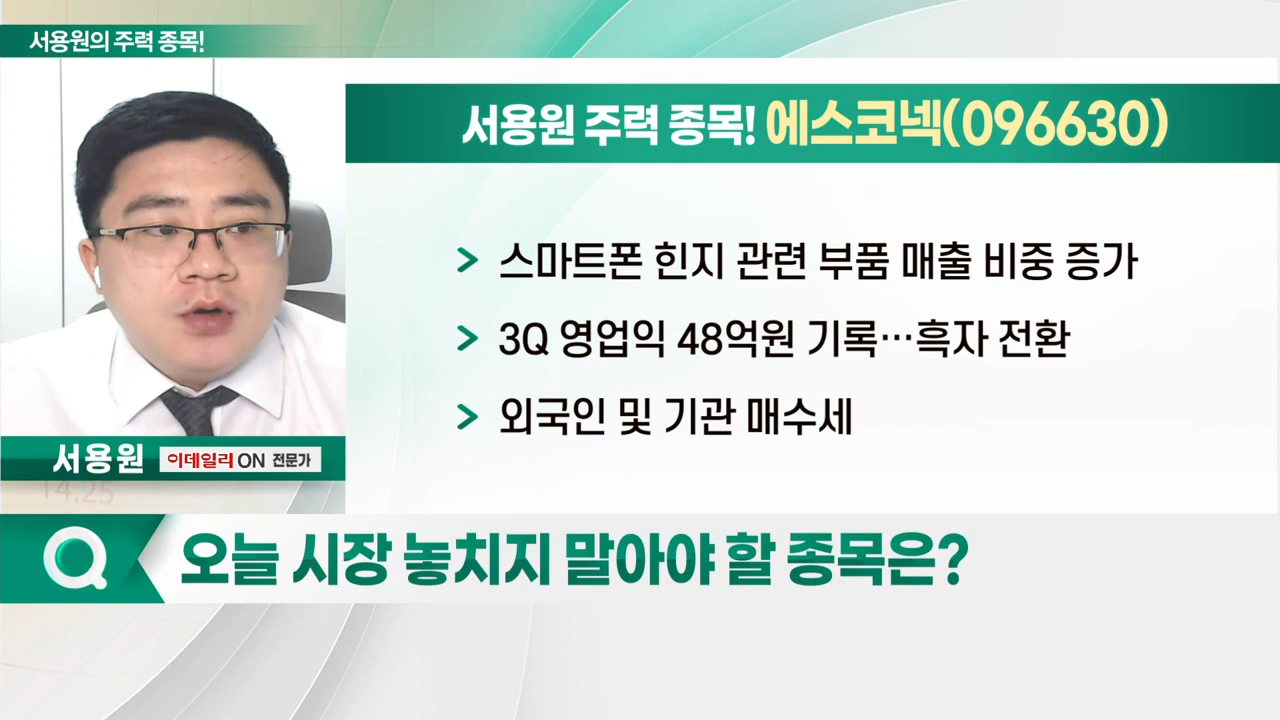 서용원의 주력 종목!
서용원 주력 종목! 에스코넥(096630)
> 스마트폰 힌지 관련 부품 매출 비중 증가
> 3Q 영업익 48억원 기록…흑자 전환
> 외국인 및 기관 매수세
서용원 이데일리 ON 전문가
14.25
Q 오늘 시장 놓치지 말아야 할 종목은?